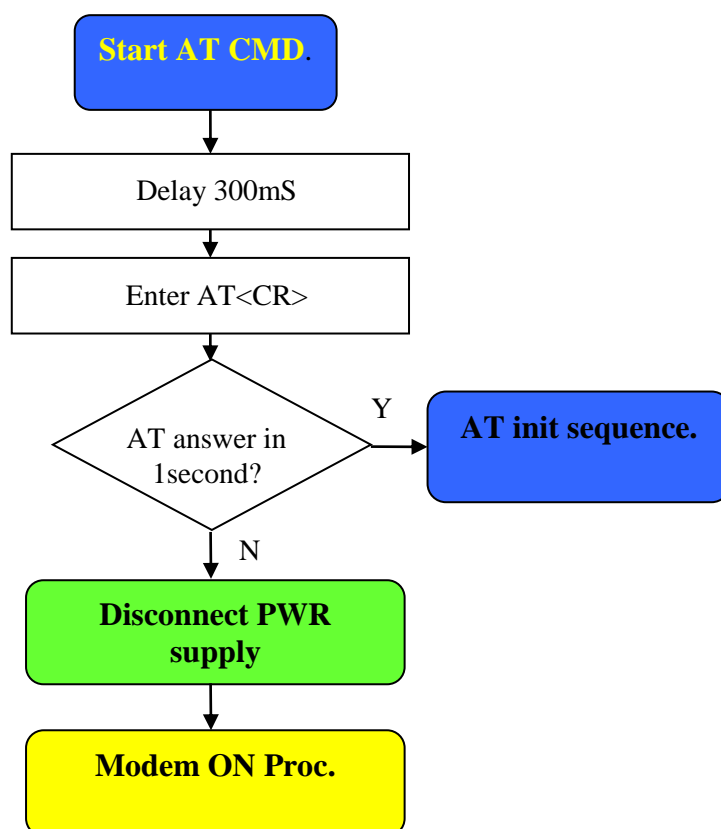 Start AT CMD.
Delay 300mS
Enter AT<CR>
AT answer in
1second?
Y
AT init sequence.
N
Disconnect PWR
supply
Modem ON Proc.